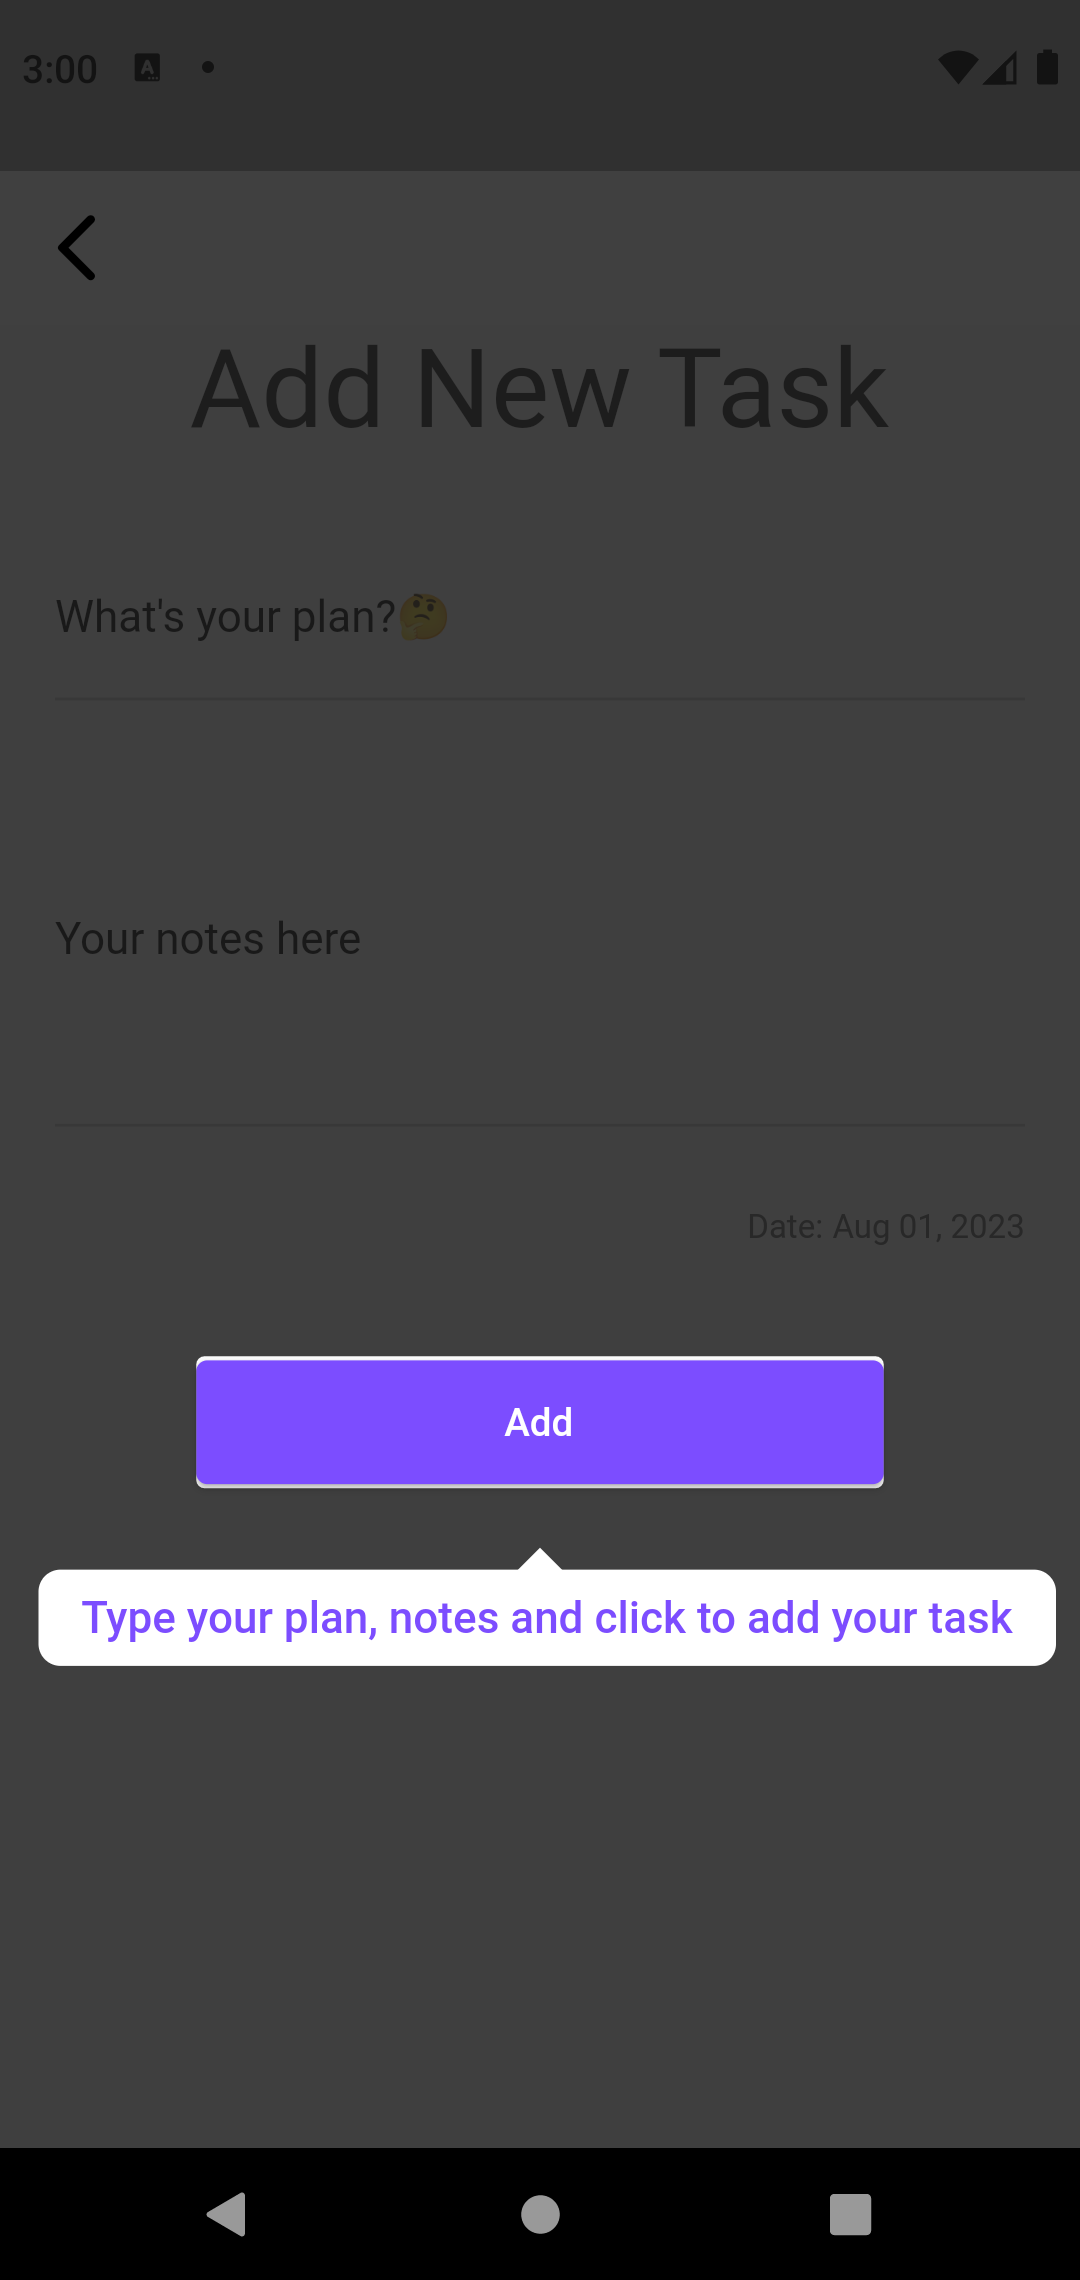 3:00
Add New Task
What's your plan?🤔
Your notes here
Date: Aug 01, 2023
Add
Type your plan, notes and click to add your task